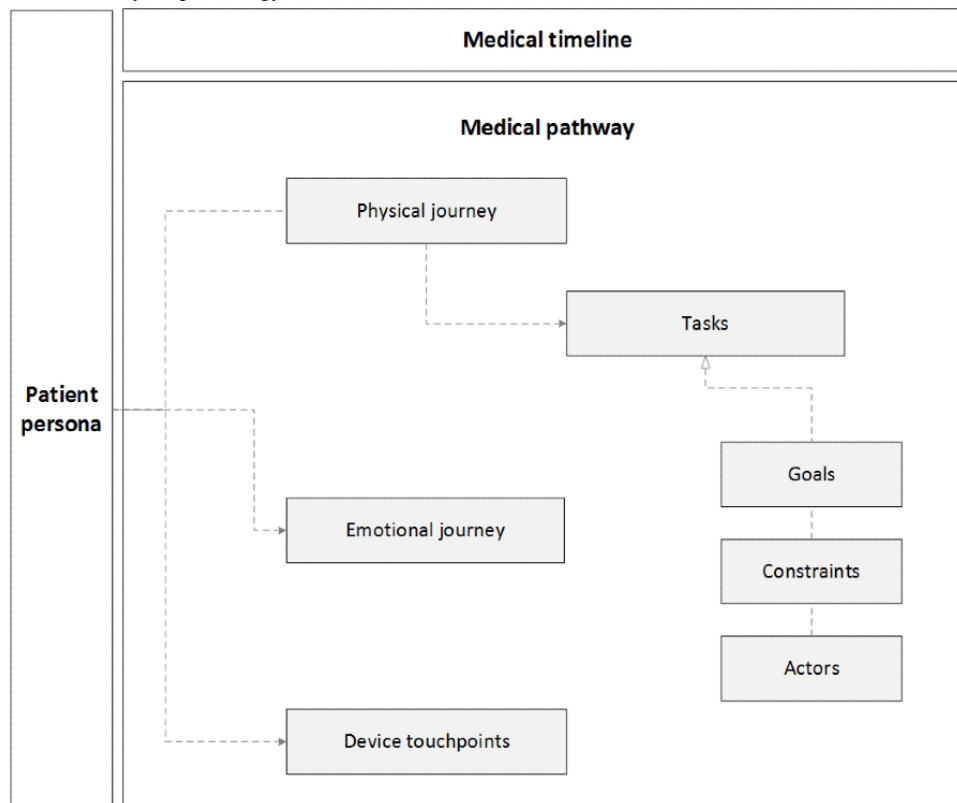 Medical timeline
Medical pathway
Physical journey
Tasks
Patient
persona
Goals
Emotional journey
Constraints
Actors
Device touchpoints